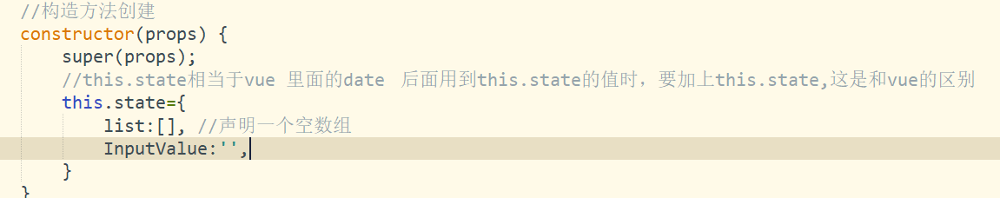 //构造方法创建
constructor(props) {
super(props);
//this.state相当于vue 里面的date 后面用到this.state的值时，要加上this.state,这是和vue的区别
this.state={
list:[], //声明一个空数组
InputValue:'',
}
}